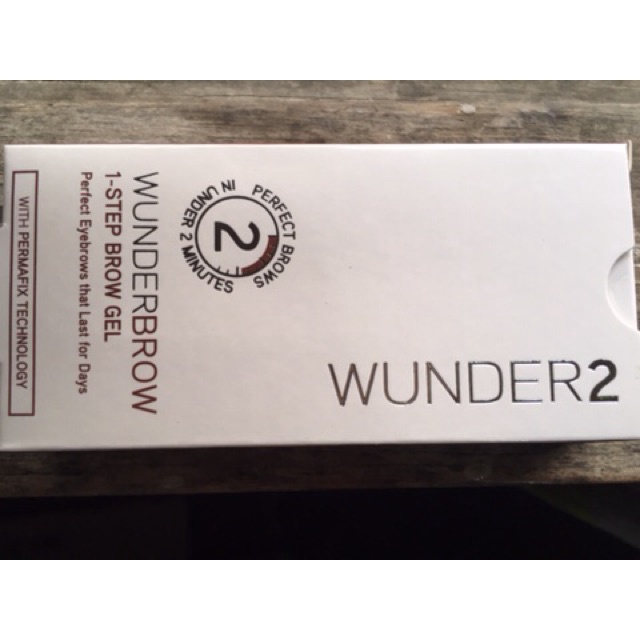 WUNDER2
PERFECT BROWS
IN UNDER 2 MINUTES
2
WUNDERBROW
1-STEP BROW GEL
Perfect Eyebrows that Last for Days
WITH PERMAFIX TECHNOLOGY